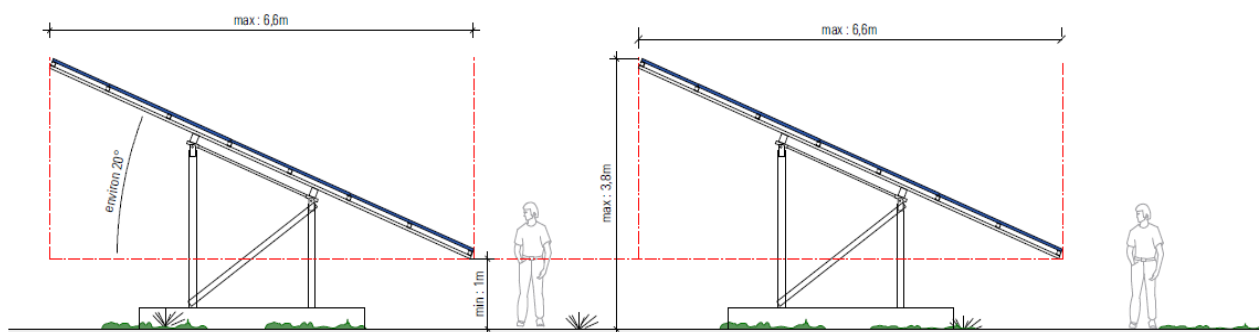 max : 6,6m
max : 6,6m
environ 20°
max : 3,8m
min : 1m